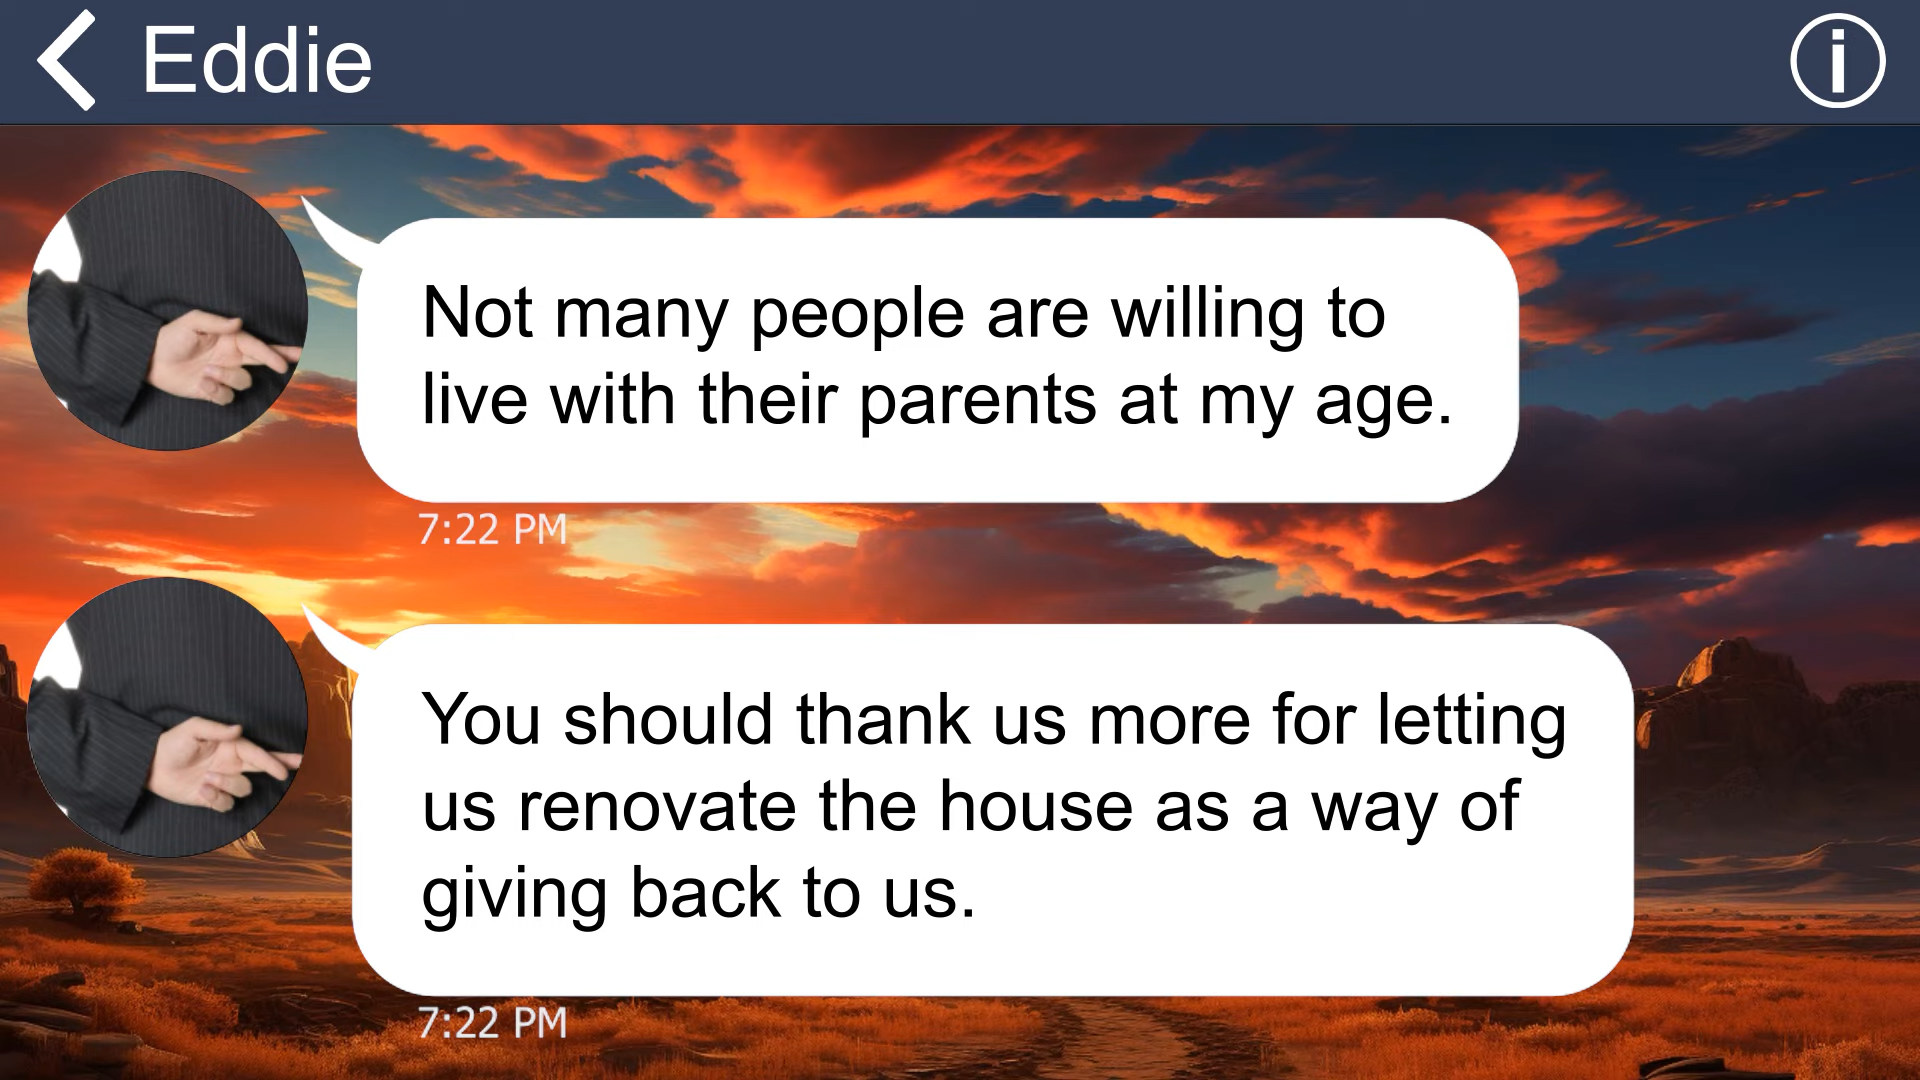 Eddie
Not many people are willing to
live with their parents at my age.
7:22 PM
You should thank us more for letting
us renovate the house as a way of
giving back to us.
7:22 PM